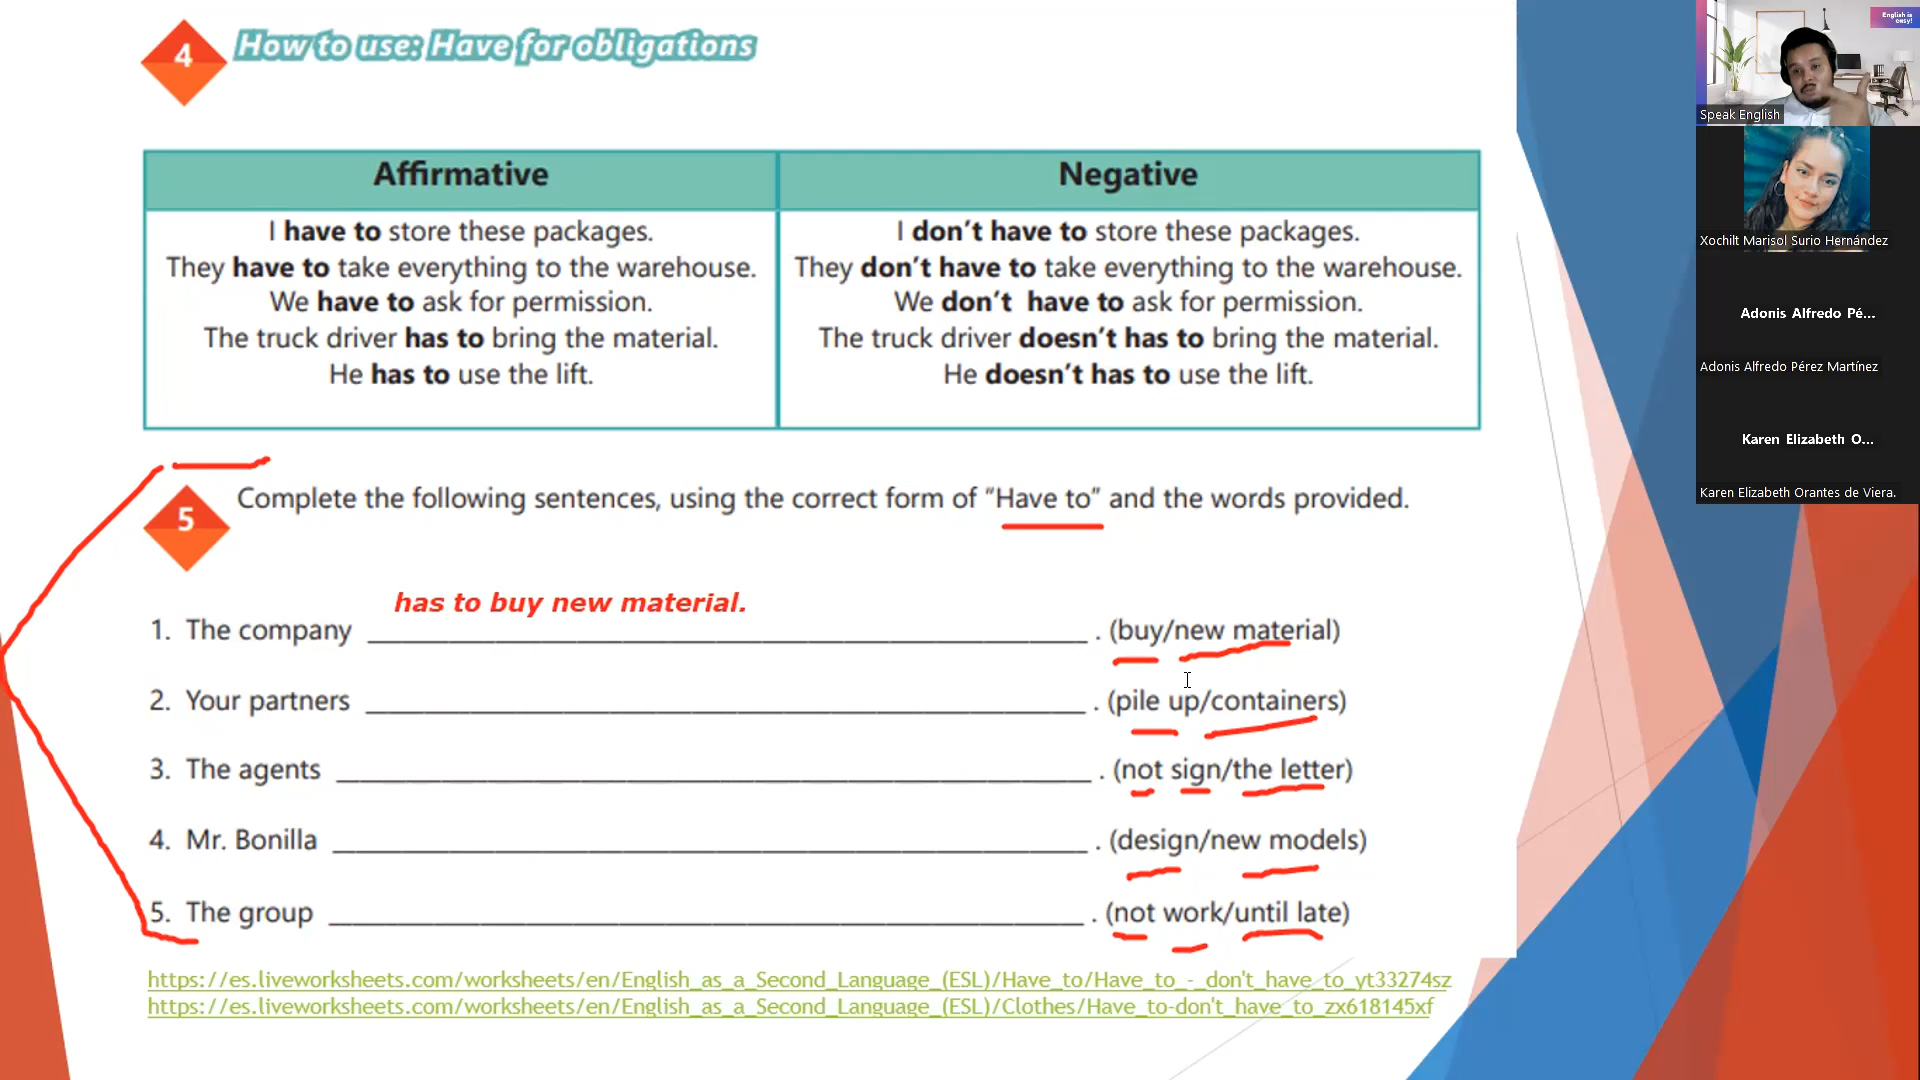 4
How to use: Have for obligations
Affirmative
I have to store these packages.
They have to take everything to the warehouse.
We have to ask for permission.
The truck driver has to bring the material.
He has to use the lift.
Negative
I don't have to store these packages.
They don't have to take everything to the warehouse.
We don't  have to ask for permission.
The truck driver doesn't has to bring the material.
He doesn't has to use the lift.
5
Complete the following sentences, using the correct form of "Have to" and the words provided.
has to buy new material.
1. The company ______ . (buy/new material)
2. Your partners ______ . (pile up/containers)
3. The agents ______ . (not sign/the letter)
4. Mr. Bonilla ______ . (design/new models)
5. The group ______ . (not work/until late)
https://es.liveworksheets.com/worksheets/en/English_as_a_Second_Language_(ESL)/Have_to/Have_to_-_don't_have_to_yt33274sz
https://es.liveworksheets.com/worksheets/en/English_as_a_Second_Language_(ESL)/Clothes/Have_to-don't_have_to_zx618145xf
English is
easy!
Speak English
Xochilt Marisol Surio Hernández
Adonis Alfredo Pé...
Adonis Alfredo Pérez Martínez
Karen Elizabeth O...
Karen Elizabeth Orantes de Viera.